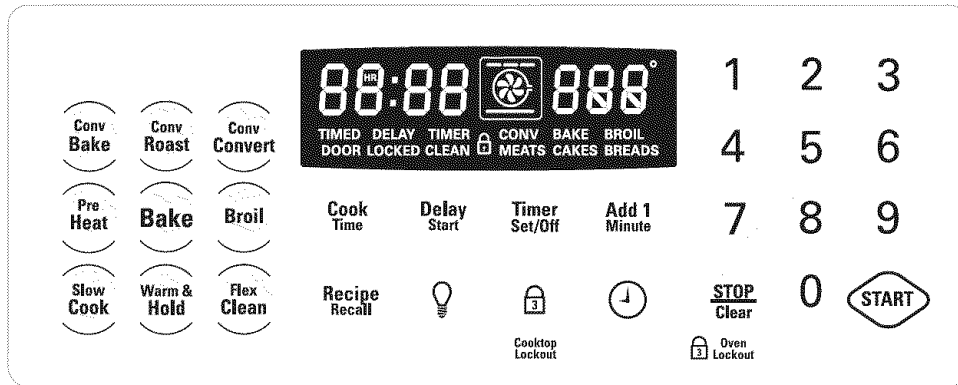 Conv
Bake
Conv
Roast
Conv
Convert
Pre
Heat
Bake
Broil
Slow
Cook
Warm &
Hold
Flex
Clean
88:88
HR
888°
TIMED DELAY TIMER CONV BAKE BROIL
DOOR LOCKED CLEAN MEATS CAKES BREADS
Cook
Time
Delay
Start
Timer
Set/Off
Add 1
Minute
Recipe
Recall
3
Cooktop
Lockout
1 2 3
4 5 6
7 8 9
STOP
Clear
0
START
3
Oven
Lockout